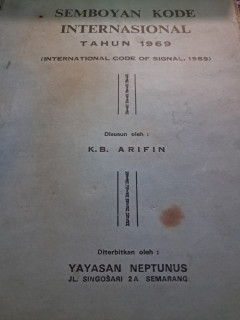 SEMBOYAN KODE
INTERNASIONAL
TAHUN 1969
(INTERNATIONAL CODE OF SIGNAL, 1969)
Disusun oleh :
K.B. ARIFIN
Diterbitkan oleh :
YAYASAN NEPTUNUS
JL. SINGOSARI 2A SEMARANG